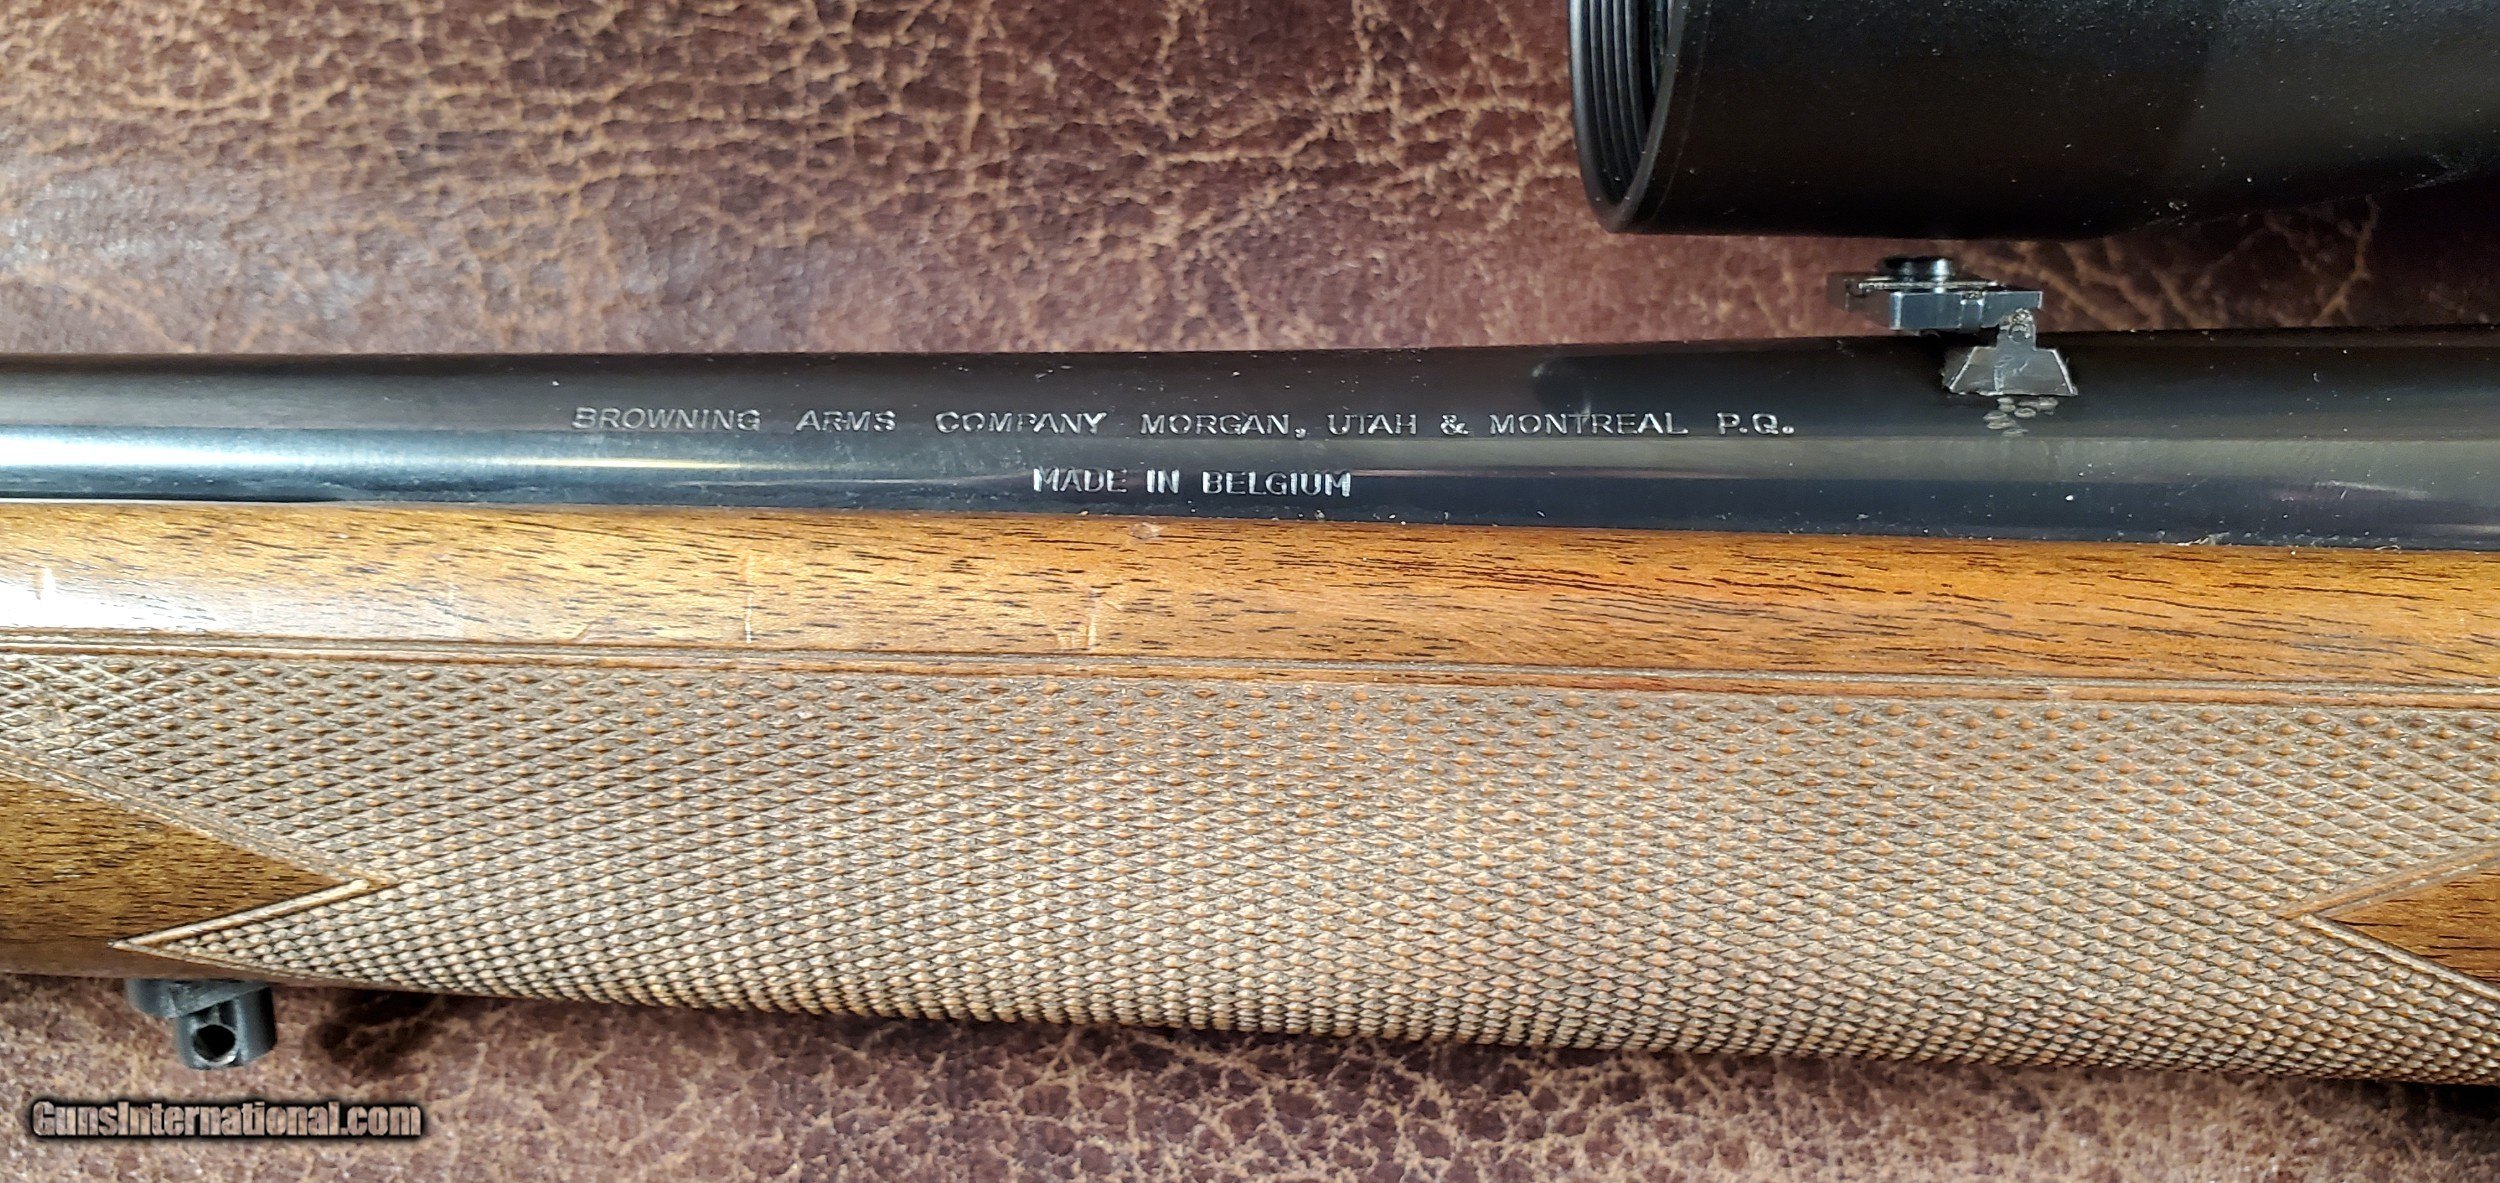 BROWNING ARMS COMPANY MORGAN, UTAH & MONTREAL P.Q.
MADE IN BELGIUM
GunsInternational.com